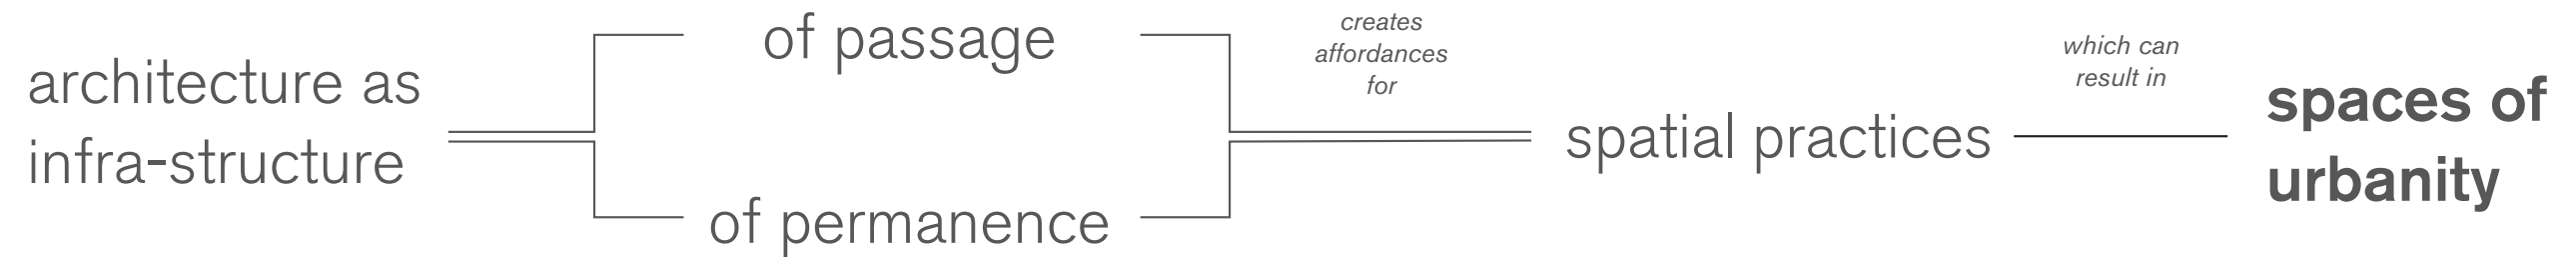 architecture as
infra-structure
of passage
of permanence
creates
affordances
for
spatial practices
which can
result in
spaces of
urbanity